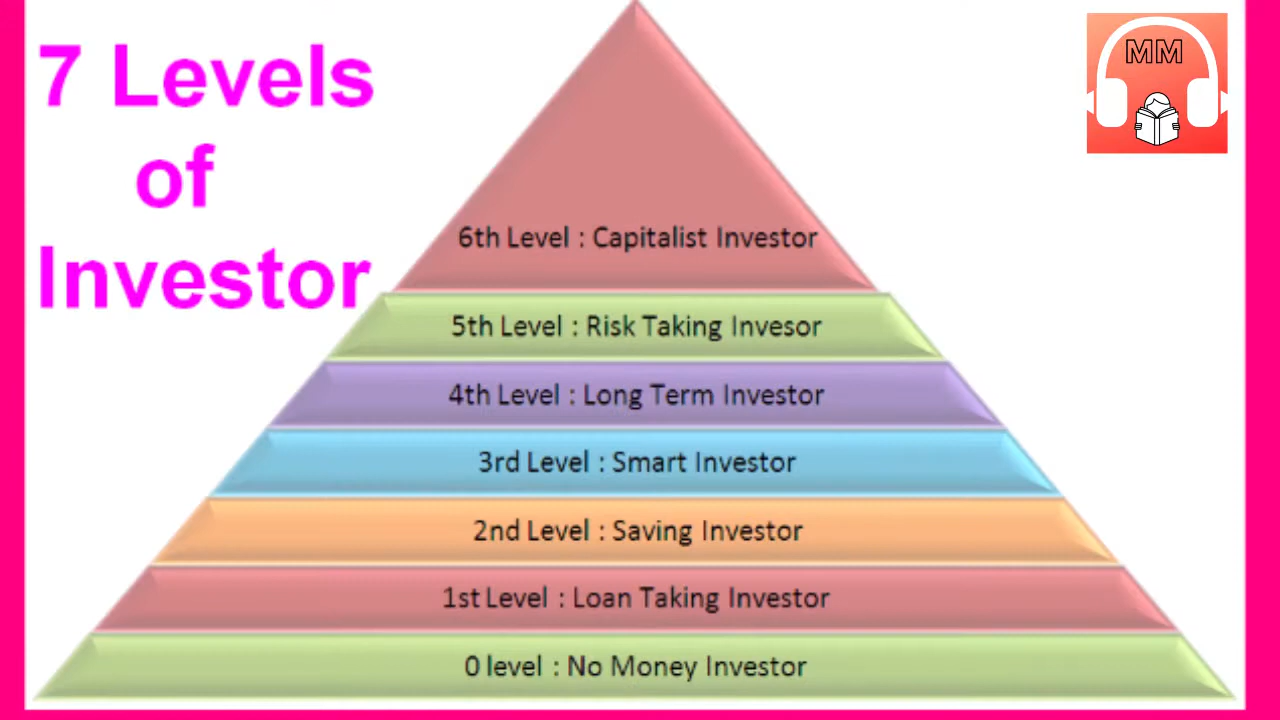 7 Levels
of
Investor
MM
6th Level : Capitalist Investor
5th Level : Risk Taking Invesor
4th Level : Long Term Investor
3rd Level : Smart Investor
2nd Level : Saving Investor
1st Level : Loan Taking Investor
0 level : No Money Investor